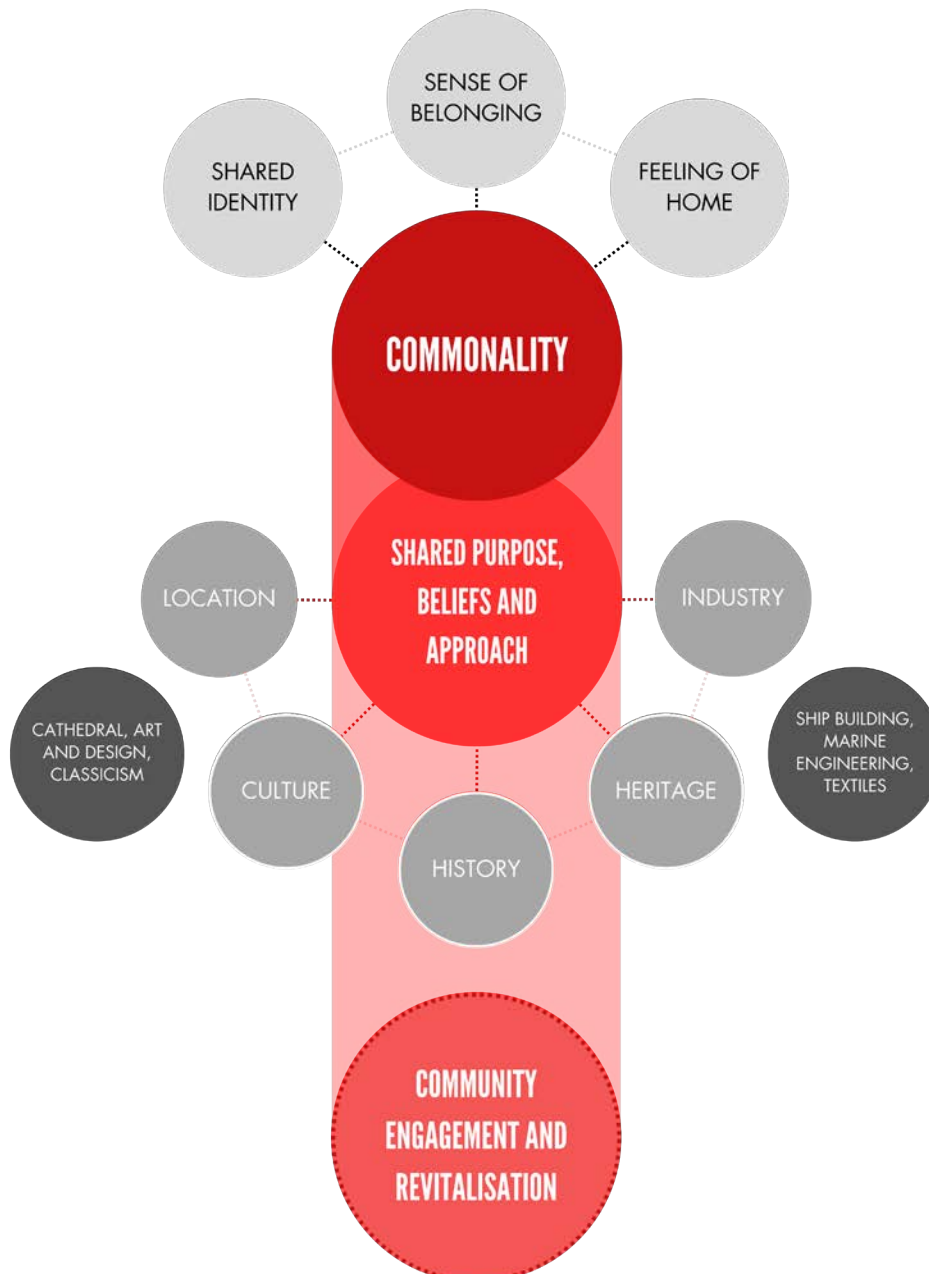 SENSE OF
BELONGING
SHARED
IDENTITY
FEELING OF
HOME
COMMONALITY
SHARED PURPOSE,
BELIEFS AND
APPROACH
LOCATION
INDUSTRY
CATHEDRAL, ART
AND DESIGN,
CLASSICISM
SHIP BUILDING,
MARINE
ENGINEERING,
TEXTILES
CULTURE
HERITAGE
HISTORY
COMMUNITY
ENGAGEMENT AND
REVITALISATION